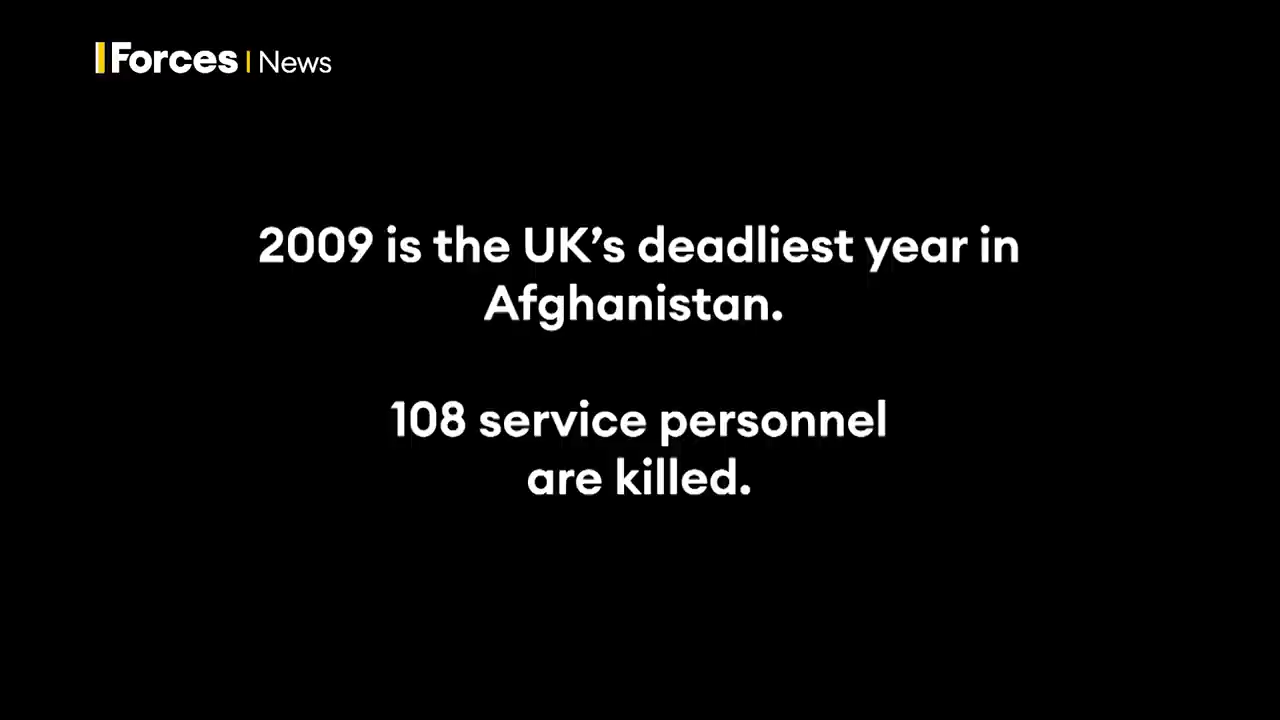 Forces | News
2009 is the UK’s deadliest year in
Afghanistan.
108 service personnel
are killed.